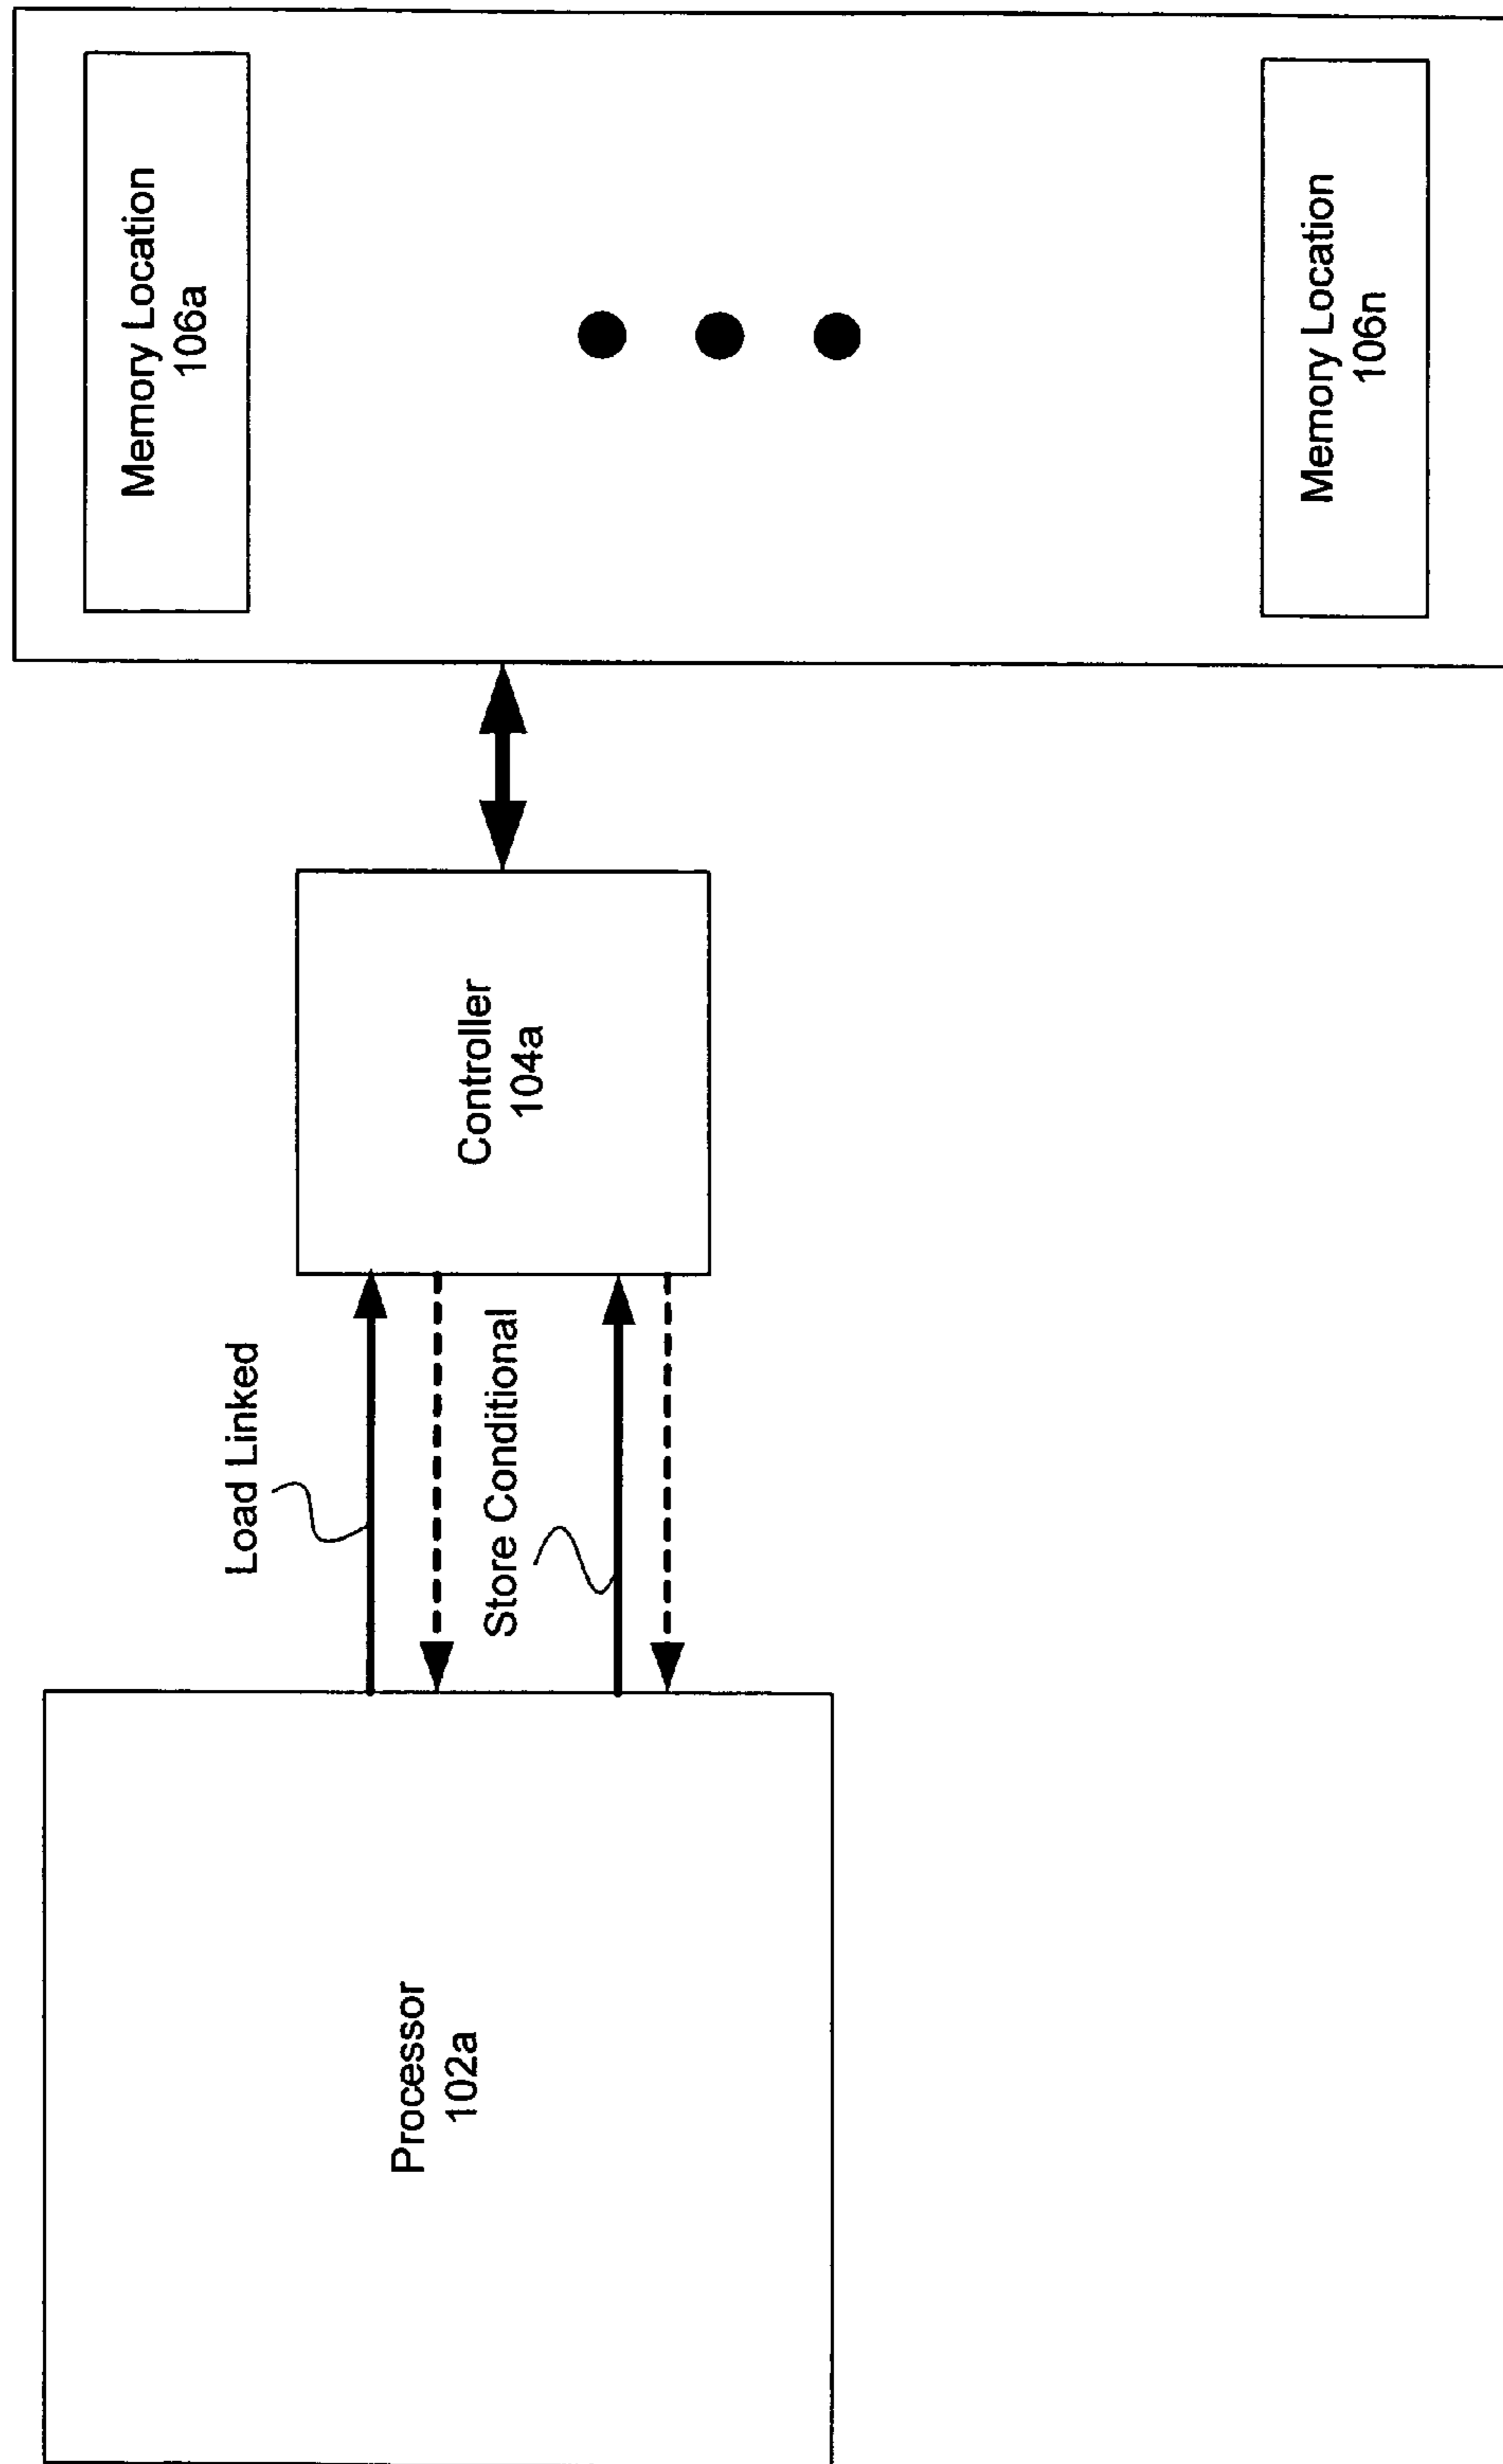 Processor
102a
Load Linked
Store Conditional
Controller
104a
Memory Location
106a
Memory Location
106n